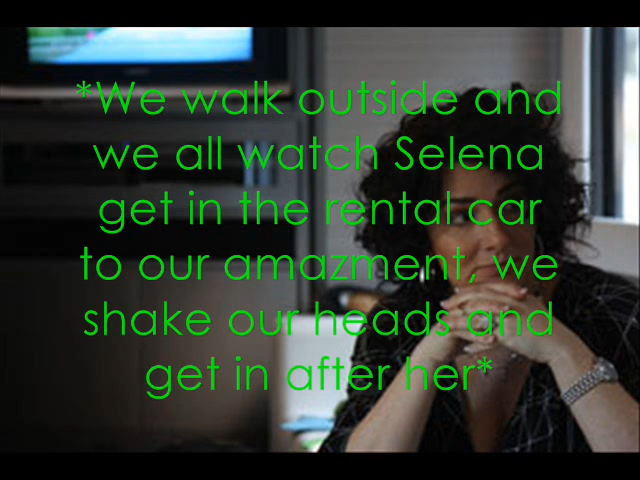 *We walk outside and
we all watch Selena
get in the rental car
to our amazment, we
shake our heads and
get in after her*